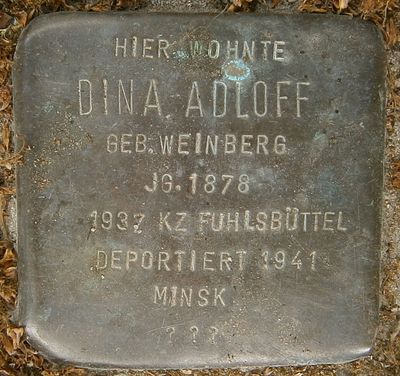 HIER WOHNTE
DINA ADLOFF
GEB. WEINBERG
JG. 1878
1937 KZ FUHLSBÜTTEL
DEPORTIERT 1941
MINSK
? ? ?